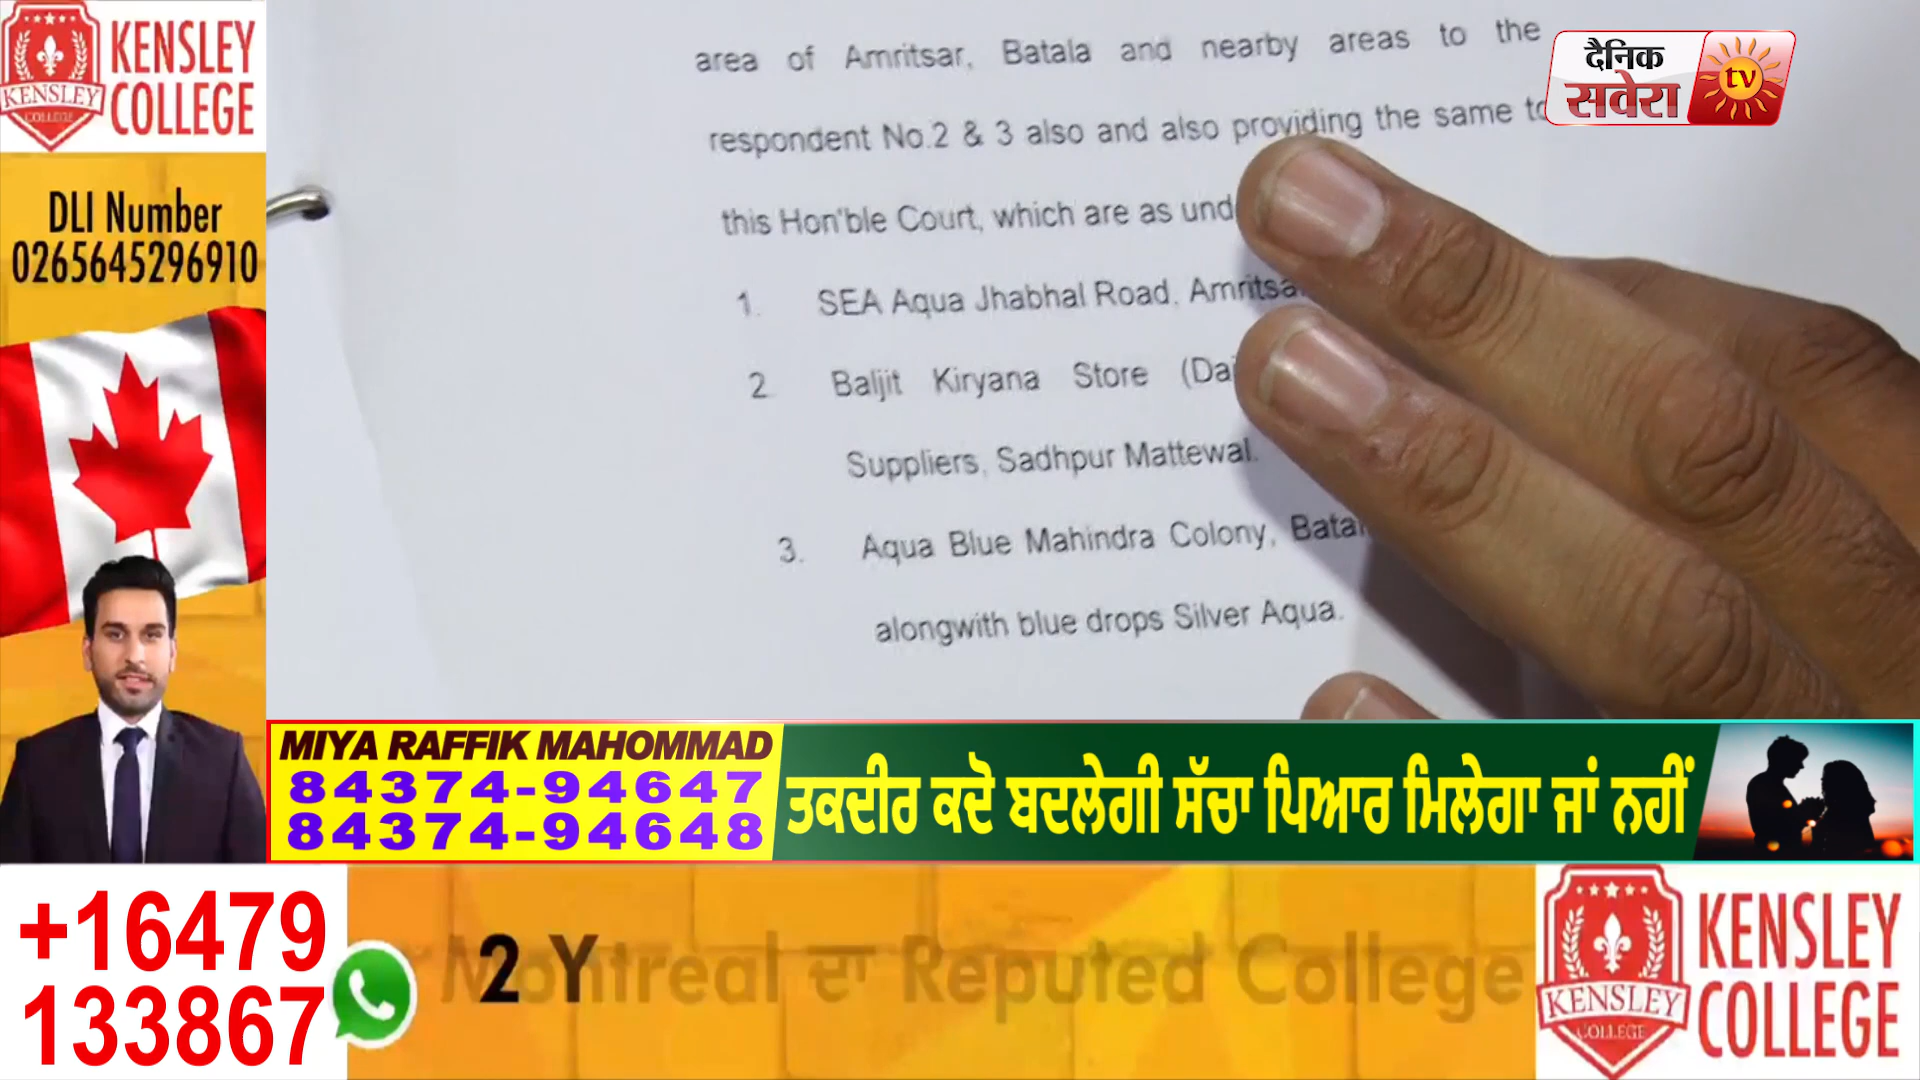 KENSLEY
COLLEGE
KENSLEY
COLLEGE
DLI Number
0265645296910
area of Amritsar, Batala and nearby areas to the
respondent No.2 & 3 also and also providing the same to
this Hon'ble Court, which are as und
1. SEA Aqua Jhabhal Road, Amritsa
2. Baljit Kiryana Store (Dai
Suppliers, Sadhpur Mattewal.
3. Aqua Blue Mahindra Colony, Batal
alongwith blue drops Silver Aqua.
दैनिक
सवेरा
tv
MIYA RAFFIK MAHOMMAD
84374-94647
84374-94648
ਤਕਦੀਰ ਕਦੋ ਬਦਲੇਗੀ ਸੱਚਾ ਪਿਆਰ ਮਿਲੇਗਾ ਜਾਂ ਨਹੀਂ
+16479
133867
2 Y
Montreal ਦਾ Reputed College
KENSLEY
COLLEGE
KENSLEY
COLLEGE